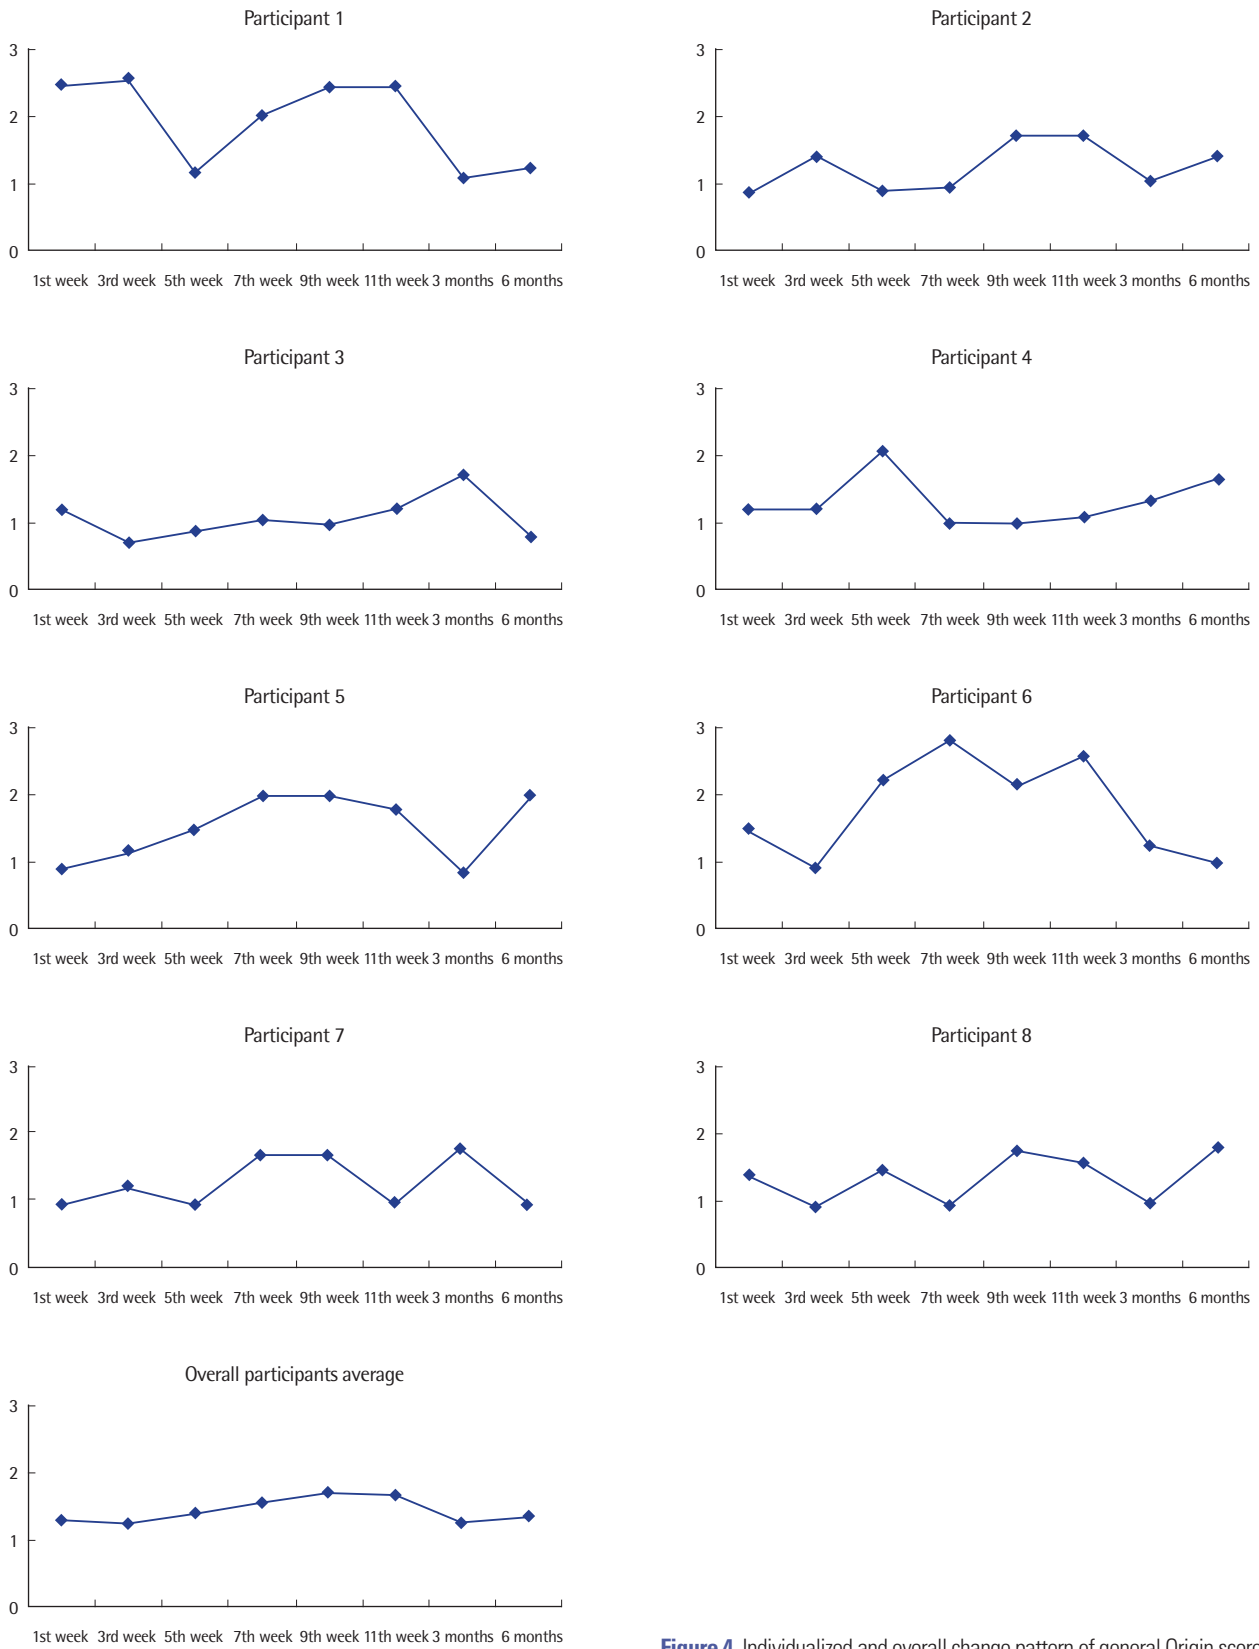 Participant 1
3
2
1
0
1st week 3rd week 5th week 7th week 9th week 11th week 3 months 6 months
Participant 2
3
2
1
0
1st week 3rd week 5th week 7th week 9th week 11th week 3 months 6 months
Participant 3
3
2
1
0
1st week 3rd week 5th week 7th week 9th week 11th week 3 months 6 months
Participant 4
3
2
1
0
1st week 3rd week 5th week 7th week 9th week 11th week 3 months 6 months
Participant 5
3
2
1
0
1st week 3rd week 5th week 7th week 9th week 11th week 3 months 6 months
Participant 6
3
2
1
0
1st week 3rd week 5th week 7th week 9th week 11th week 3 months 6 months
Participant 7
3
2
1
0
1st week 3rd week 5th week 7th week 9th week 11th week 3 months 6 months
Participant 8
3
2
1
0
1st week 3rd week 5th week 7th week 9th week 11th week 3 months 6 months
Overall participants average
3
2
1
0
1st week 3rd week 5th week 7th week 9th week 11th week 3 months 6 months
Figure 4. Individualized and overall change pattern of general Origin score